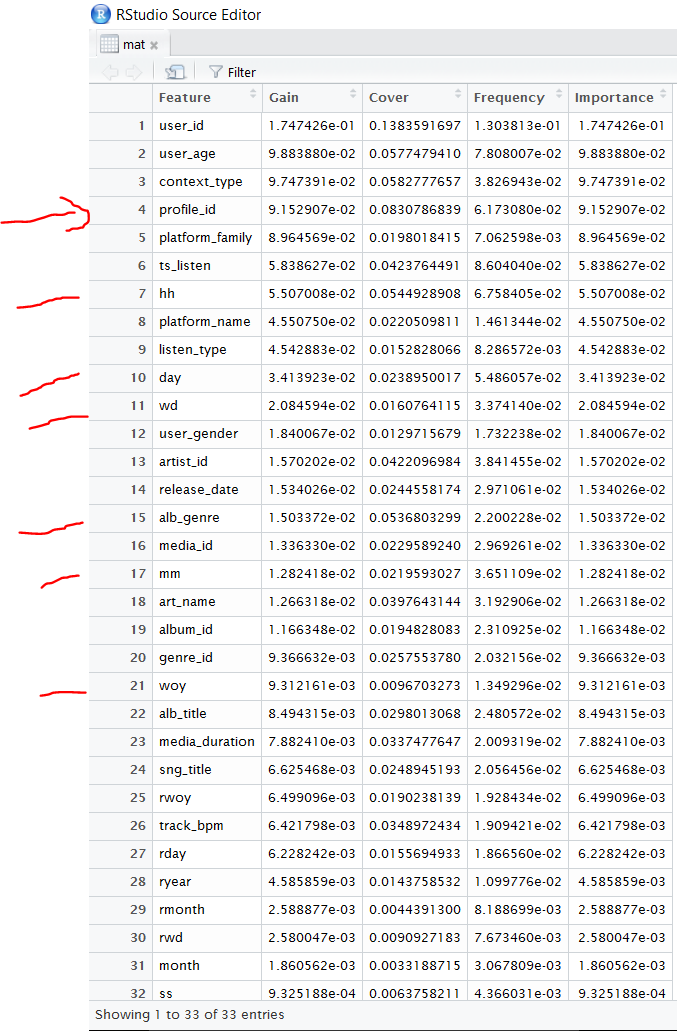 RStudio Source Editor
mat
Filter
Feature Gain Cover Frequency Importance
1 user_id 1.747426e-01 0.1383591697 1.303813e-01 1.747426e-01
2 user_age 9.883880e-02 0.0577479410 7.808007e-02 9.883880e-02
3 context_type 9.747391e-02 0.0582777657 3.826943e-02 9.747391e-02
4 profile_id 9.152907e-02 0.0830786839 6.173080e-02 9.152907e-02
5 platform_family 8.964569e-02 0.0198018415 7.062598e-03 8.964569e-02
6 ts_listen 5.838627e-02 0.0423764491 8.604040e-02 5.838627e-02
7 hh 5.507008e-02 0.0544928908 6.758405e-02 5.507008e-02
8 platform_name 4.550750e-02 0.0220509811 1.461344e-02 4.550750e-02
9 listen_type 4.542883e-02 0.0152828066 8.286572e-03 4.542883e-02
10 day 3.413923e-02 0.0238950017 5.486057e-02 3.413923e-02
11 wd 2.084594e-02 0.0160764115 3.374140e-02 2.084594e-02
12 user_gender 1.840067e-02 0.0129715679 1.732238e-02 1.840067e-02
13 artist_id 1.570202e-02 0.0422096984 3.841455e-02 1.570202e-02
14 release_date 1.534026e-02 0.0244558174 2.971061e-02 1.534026e-02
15 alb_genre 1.503372e-02 0.0536803299 2.200228e-02 1.503372e-02
16 media_id 1.336330e-02 0.0229589240 2.969261e-02 1.336330e-02
17 mm 1.282418e-02 0.0219593027 3.651109e-02 1.282418e-02
18 art_name 1.266318e-02 0.0397643144 3.192906e-02 1.266318e-02
19 album_id 1.166348e-02 0.0194828083 2.310925e-02 1.166348e-02
20 genre_id 9.366632e-03 0.0257553780 2.032156e-02 9.366632e-03
21 woy 9.312161e-03 0.0096703273 1.349296e-02 9.312161e-03
22 alb_title 8.494315e-03 0.0298013068 2.480572e-02 8.494315e-03
23 media_duration 7.882410e-03 0.0337477647 2.009319e-02 7.882410e-03
24 sng_title 6.625468e-03 0.0248945193 2.056456e-02 6.625468e-03
25 rwoy 6.499096e-03 0.0190238139 1.928434e-02 6.499096e-03
26 track_bpm 6.421798e-03 0.0348972434 1.909421e-02 6.421798e-03
27 rday 6.228242e-03 0.0155694933 1.866560e-02 6.228242e-03
28 ryear 4.585859e-03 0.0143758532 1.099776e-02 4.585859e-03
29 rmonth 2.588877e-03 0.0044391300 8.188699e-03 2.588877e-03
30 rwd 2.580047e-03 0.0090927183 7.673460e-03 2.580047e-03
31 month 1.860562e-03 0.0033188715 3.067809e-03 1.860562e-03
32 ss 9.325188e-04 0.0063758211 4.366031e-03 9.325188e-04
Showing 1 to 33 of 33 entries